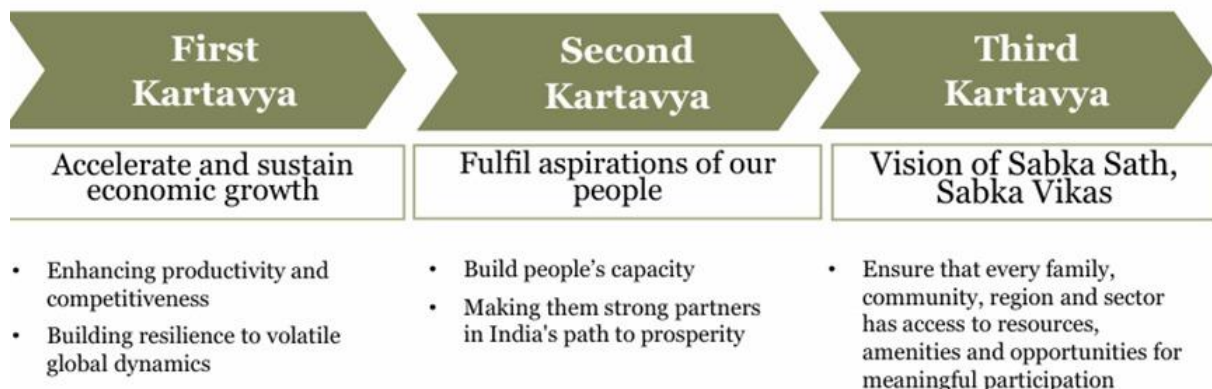 First
Kartavya
Accelerate and sustain
economic growth
• Enhancing productivity and
competitiveness
• Building resilience to volatile
global dynamics
Second
Kartavya
Fulfil aspirations of our
people
• Build people's capacity
• Making them strong partners
in India's path to prosperity
Third
Kartavya
Vision of Sabka Sath,
Sabka Vikas
• Ensure that every family,
community, region and sector
has access to resources,
amenities and opportunities for
meaningful participation